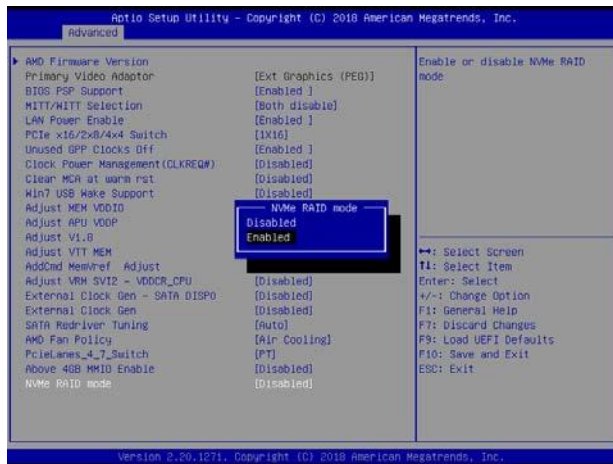 Aptio Setup Utility - Copyright (C) 2018 American Megatrends, Inc.
Advanced
AMD Firmware Version
Primary Video Adaptor [Ext Graphics (PEG)]
BIOS PSP Support [Enabled ]
MITT/WITT Selection [Both disable]
LAN Power Enable [Enabled ]
PCIe x16/2x8/4x4 Switch [1X16]
Unused GPP Clocks Off [Enabled ]
Clock Power Management(CLKREQ#) [Disabled]
Clear MCA at warm rst [Disabled]
Win7 USB Wake Support [Disabled]
Adjust MEM VDDIO
Adjust APU VDDP
Adjust V1.8
Adjust VTT MEM
AddCmd MemVref Adjust
Adjust VRM SVI2 - VDDCR_CPU [Disabled]
External Clock Gen - SATA DISPO [Disabled]
External Clock Gen [Disabled]
SATA Redriver Tuning [Auto]
AMD Fan Policy [Air Cooling]
PcieLanes_4_7_Switch [PT]
Above 4GB MMIO Enable [Disabled]
NVMe RAID mode [Disabled]
NVMe RAID mode
Disabled
Enabled
Enable or disable NVMe RAID
mode
↔: Select Screen
↑↓: Select Item
Enter: Select
+/-: Change Option
F1: General Help
F7: Discard Changes
F9: Load UEFI Defaults
F10: Save and Exit
ESC: Exit
Version 2.20.1271. Copyright (C) 2018 American Megatrends, Inc.